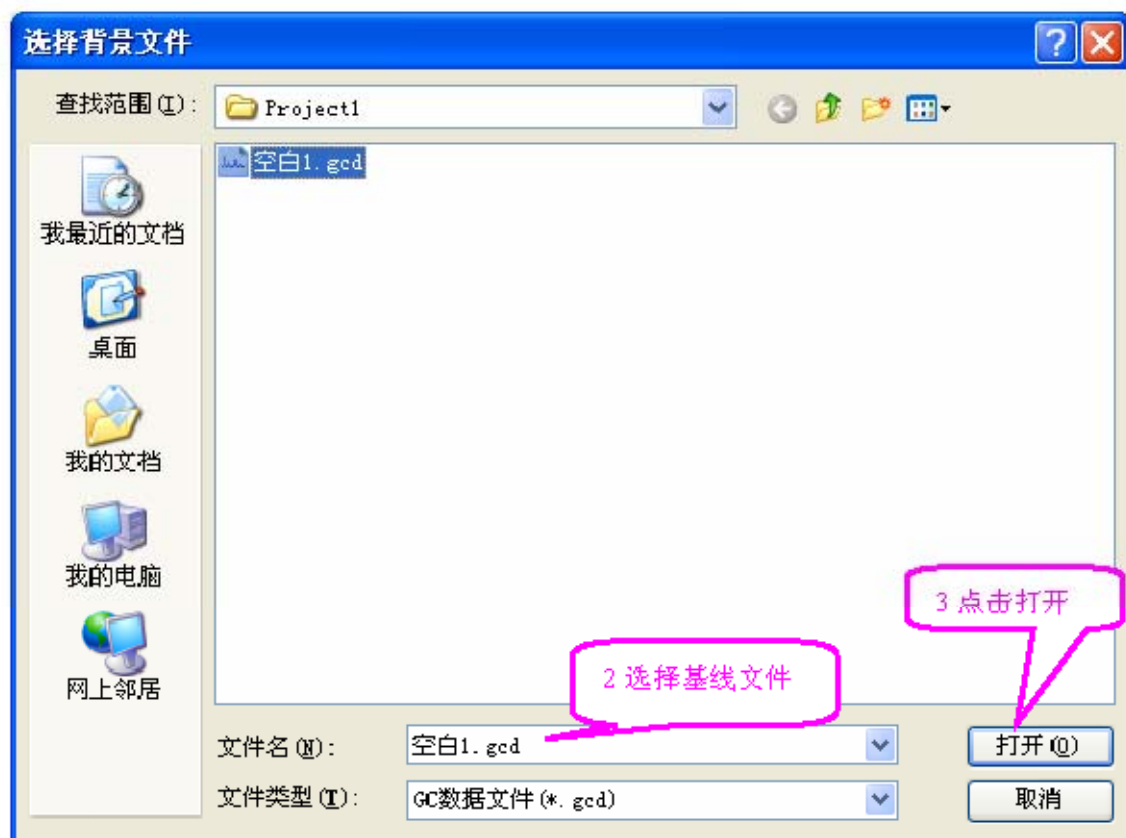 选择背景文件
查找范围(I):
Project1
空白1.gcd
我最近的文档
桌面
我的文档
我的电脑
网上邻居
3 点击打开
2 选择基线文件
文件名(N):
空白1.gcd
打开(O)
文件类型(T):
GC数据文件(*.gcd)
取消